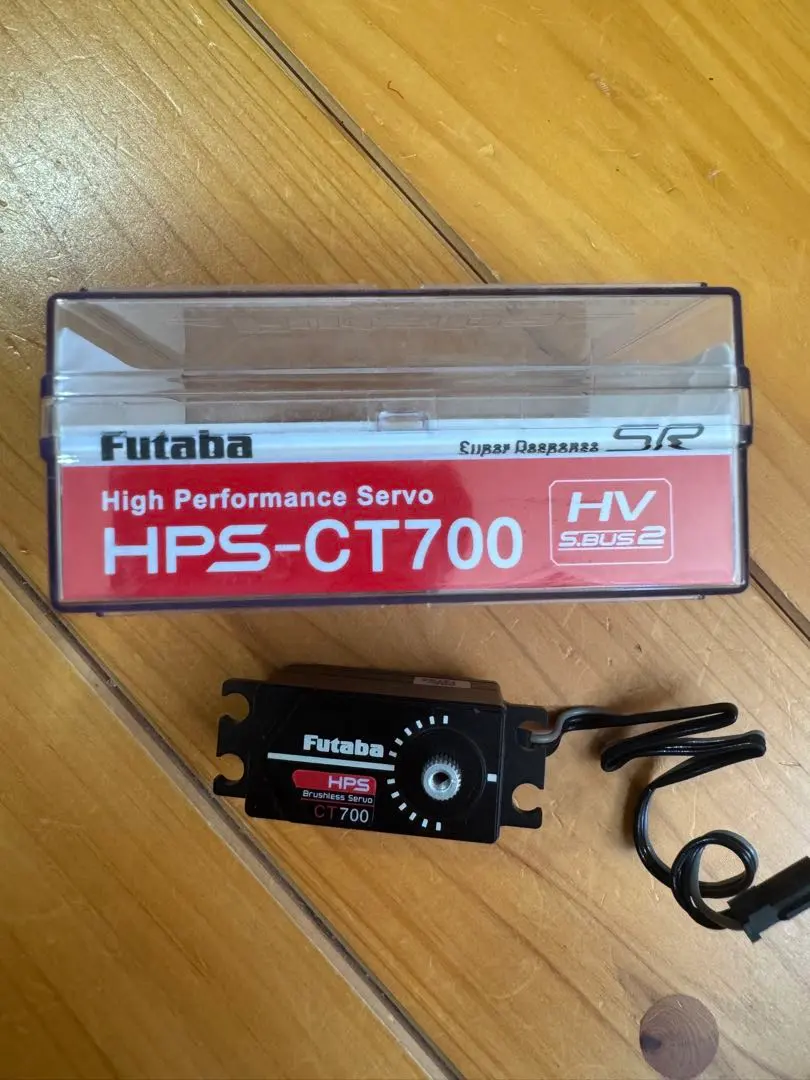 Futaba
Super Response SR
High Performance Servo
HPS-CT700
HV
S.BUS2
Futaba
HPS
Brushless Servo
CT700